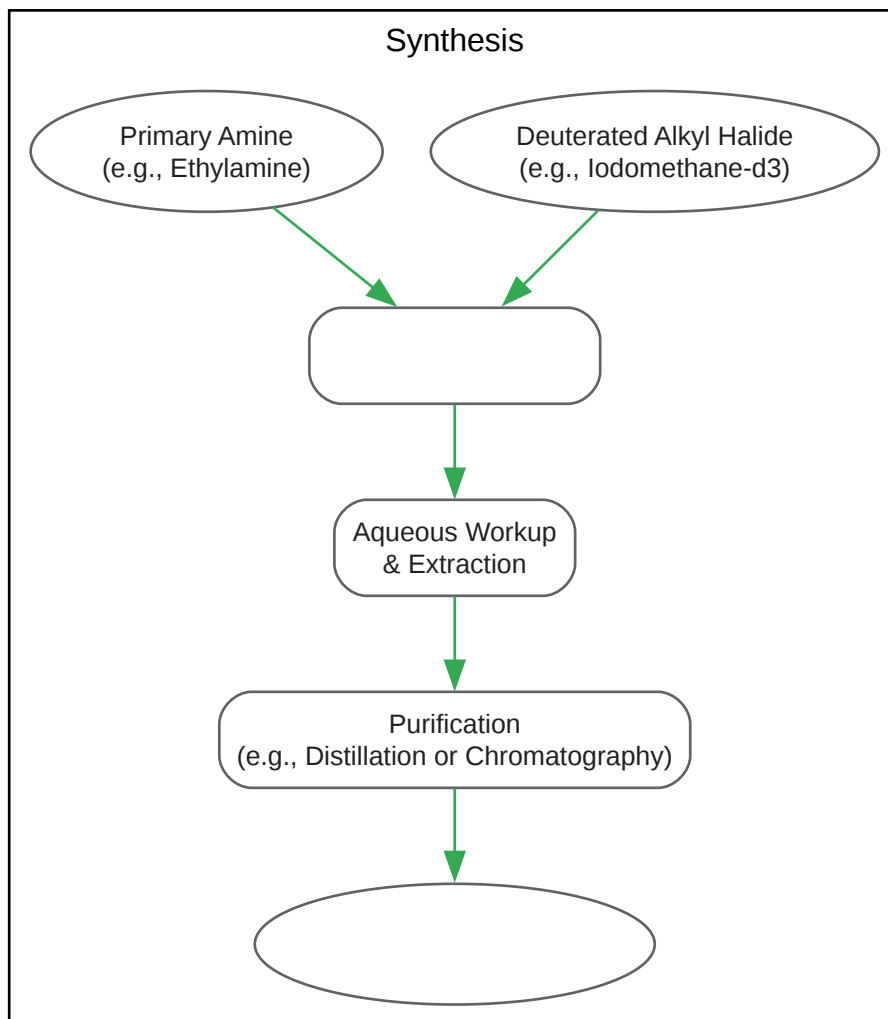 Synthesis
Primary Amine
(e.g., Ethylamine)
Deuterated Alkyl Halide
(e.g., Iodomethane-d3)
Aqueous Workup
& Extraction
Purification
(e.g., Distillation or Chromatography)